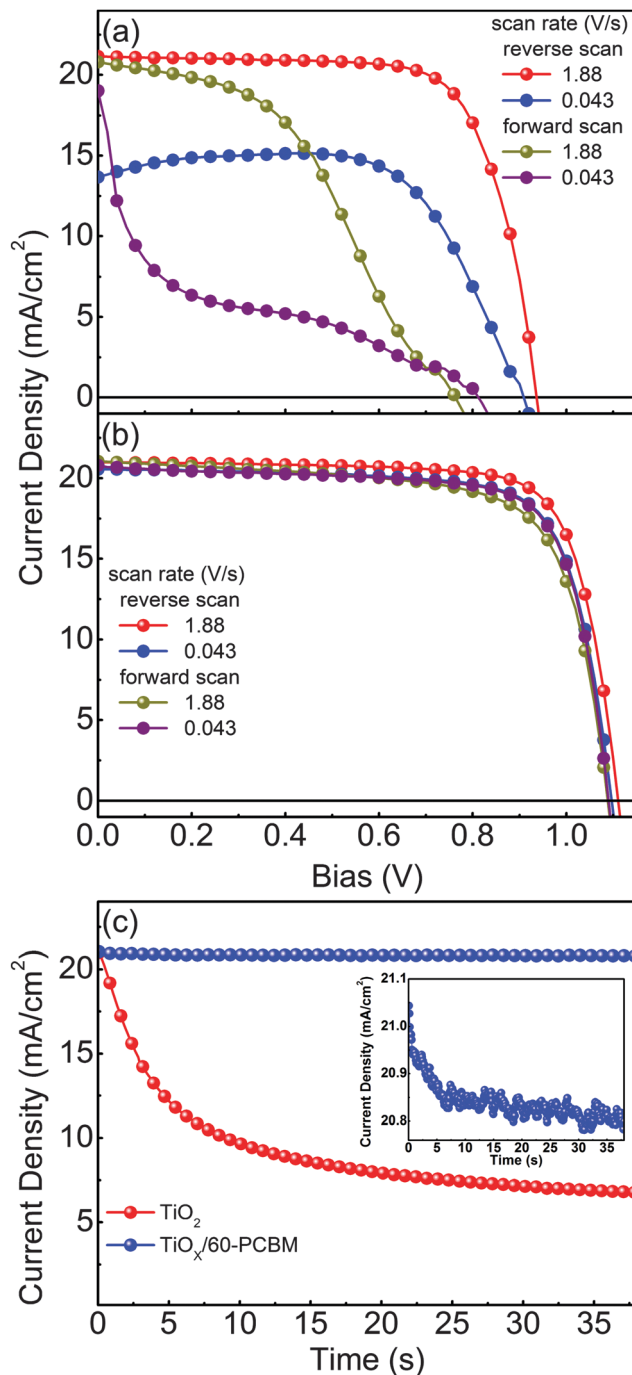 (a)
scan rate (V/s)
reverse scan
1.88
0.043
forward scan
1.88
0.043
20
15
10
5
0
(b)
20
15
10
5
0
scan rate (V/s)
reverse scan
1.88
0.043
forward scan
1.88
0.043
Current Density (mA/cm²)
0.0 0.2 0.4 0.6 0.8 1.0
Bias (V)
(c)
20
15
10
5
Current Density (mA/cm²)
21.1
21.0
20.9
20.8
Current Density (mA/cm²)
0 5 10 15 20 25 30 35
Time (s)
TiO₂
TiOₓ/60-PCBM
0 5 10 15 20 25 30 35
Time (s)